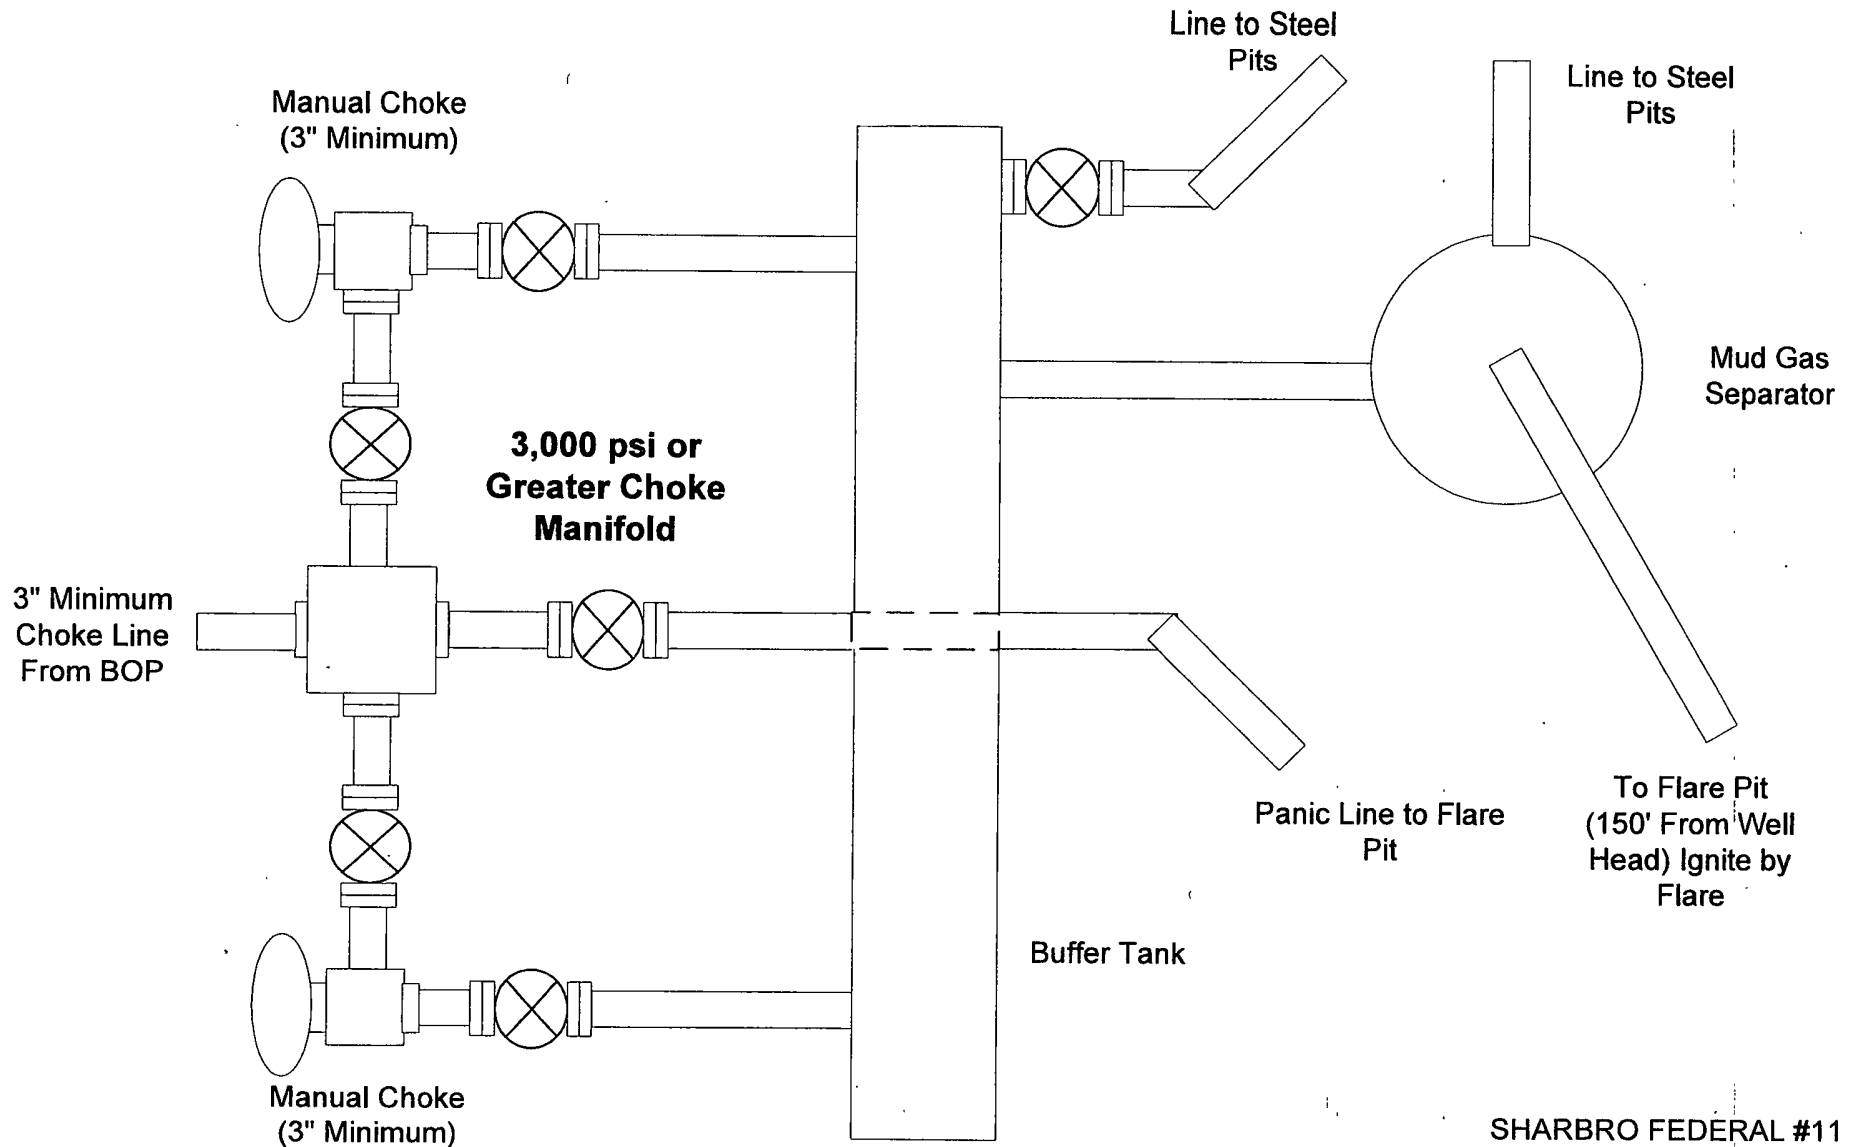 Line to Steel
Pits
Line to Steel
Pits
Manual Choke
(3" Minimum)
Mud Gas
Separator
3,000 psi or
Greater Choke
Manifold
3" Minimum
Choke Line
From BOP
To Flare Pit
(150' From Well
Head) Ignite by
Flare
Panic Line to Flare
Pit
Buffer Tank
Manual Choke
(3" Minimum)
SHARBRO FEDERAL #11